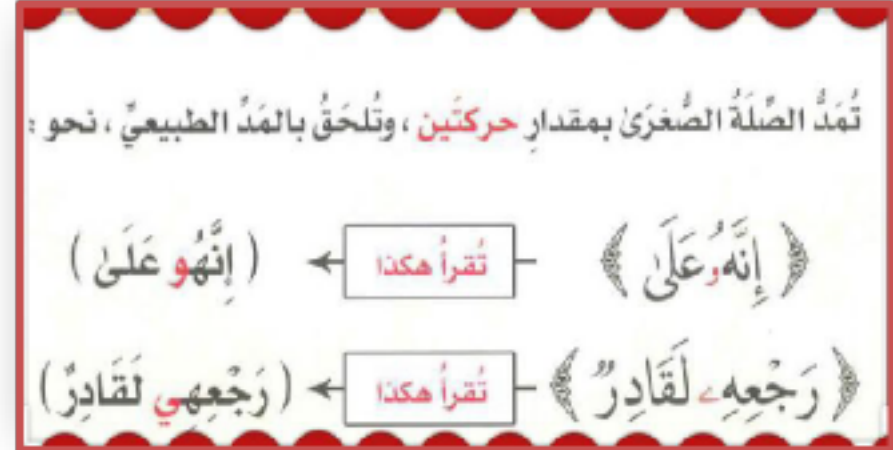 تُمَدُّ الصِّلَةُ الصُّغرَىٰ بمقدارِ حركتَين ، وتُلحَقُ بالمَدِّ الطبيعيِّ ، نحو :
﴿ إِنَّهُۥ عَلَىٰ ﴾ تُقرأُ هكذا ( إِنَّهُو عَلَىٰ )
﴿ رَجْعِهِۦ لَقَادِرٌ ﴾ تُقرأُ هكذا ( رَجْعِهِي لَقَادِرٌ )